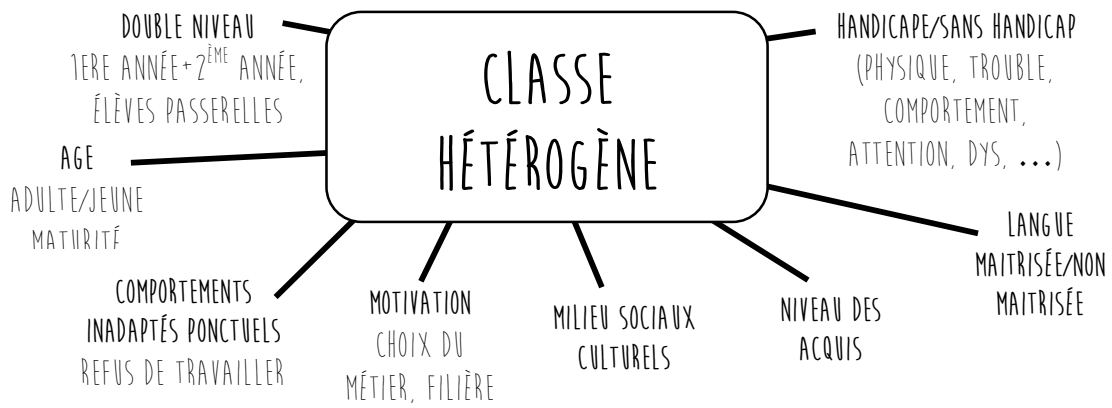 CLASSE
HÉTÉROGÈNE
DOUBLE NIVEAU
1ERE ANNÉE+2ÈME ANNÉE,
ÉLÈVES PASSERELLES
AGE
ADULTE/JEUNE
MATURITÉ
COMPORTEMENTS
INADAPTÉS PONCTUELS
REFUS DE TRAVAILLER
MOTIVATION
CHOIX DU
MÉTIER, FILIÈRE
MILIEU SOCIAUX
CULTURELS
NIVEAU DES
ACQUIS
LANGUE
MAITRISÉE/NON
MAITRISÉE
HANDICAPE/SANS HANDICAP
(PHYSIQUE, TROUBLE,
COMPORTEMENT,
ATTENTION, DYS, ...)